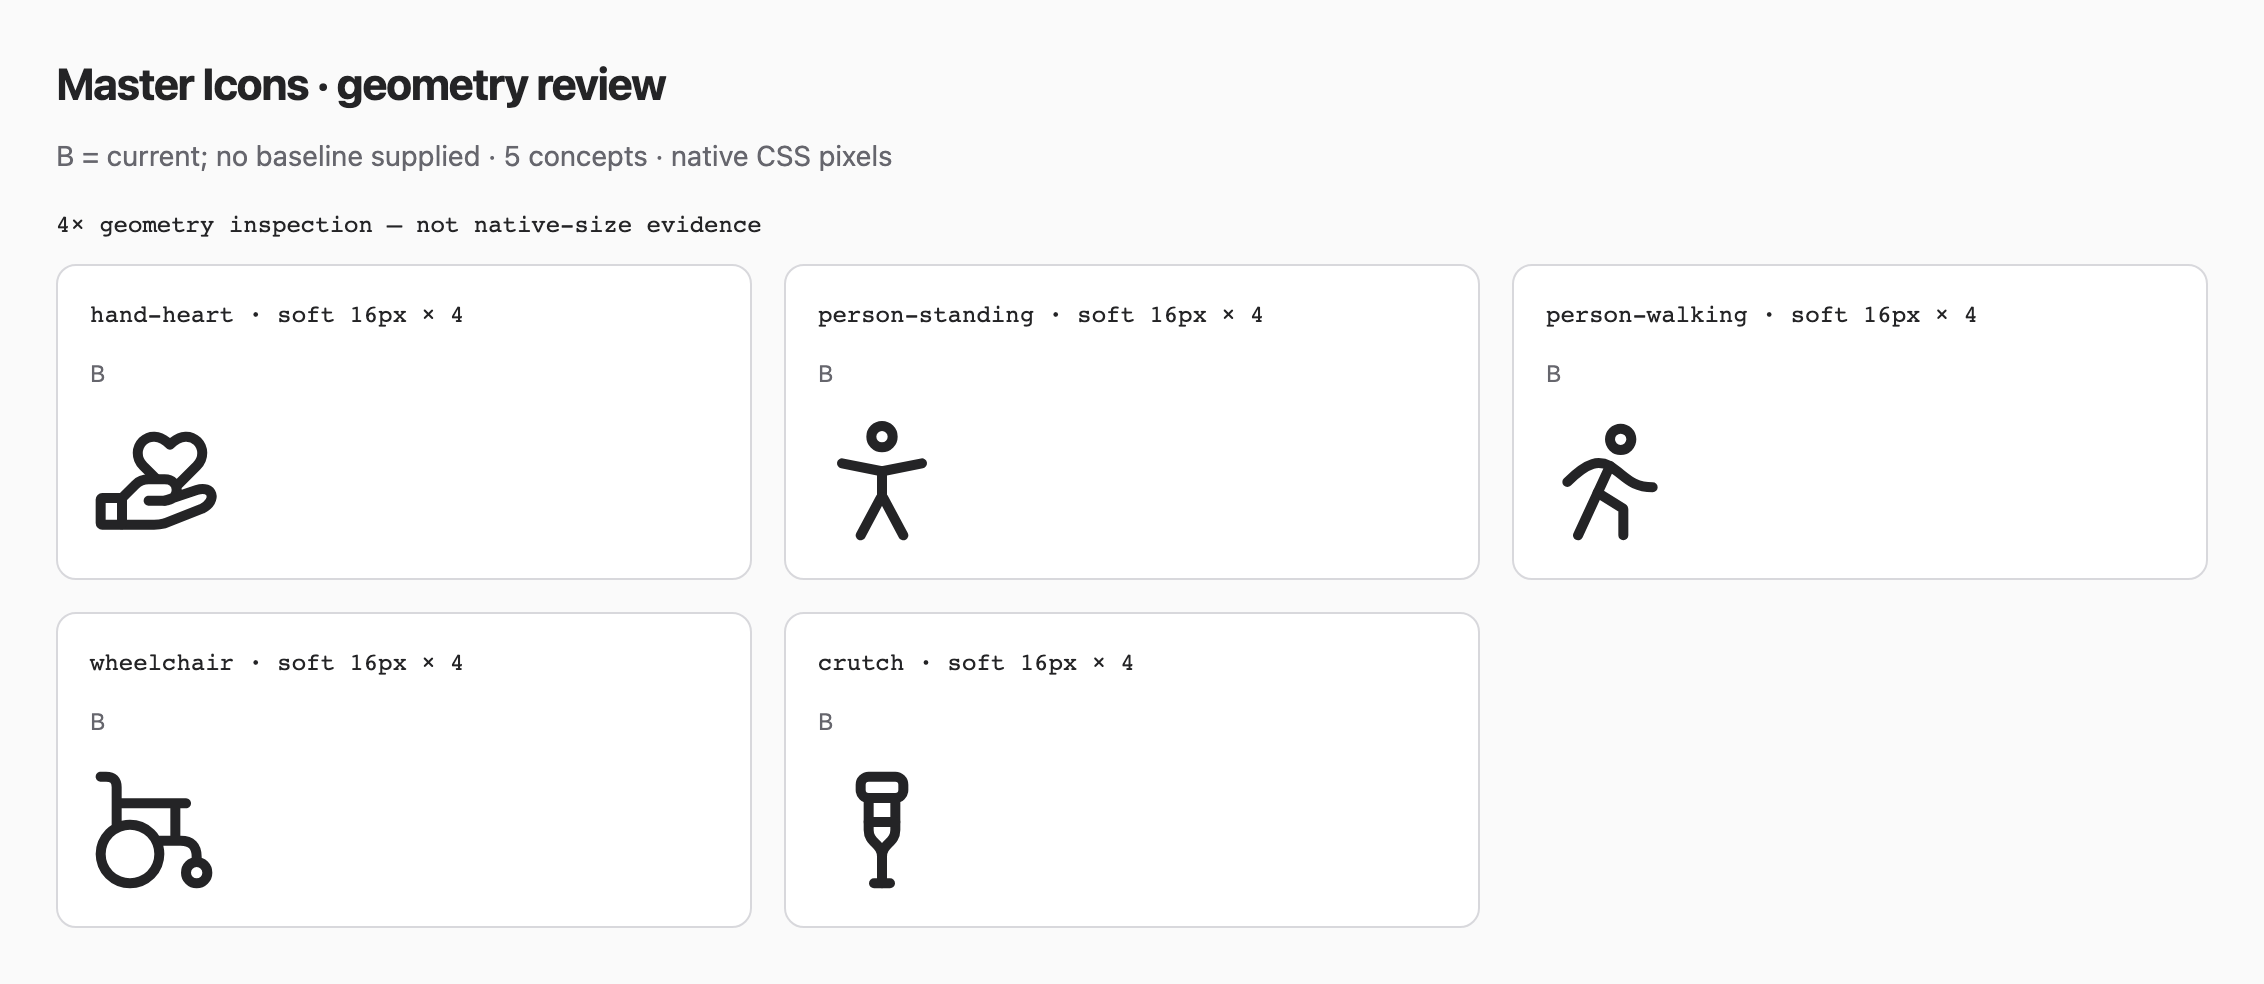 Master Icons · geometry review
B = current; no baseline supplied · 5 concepts · native CSS pixels
4× geometry inspection — not native-size evidence
hand-heart · soft 16px × 4
B
person-standing · soft 16px × 4
B
person-walking · soft 16px × 4
B
wheelchair · soft 16px × 4
B
crutch · soft 16px × 4
B